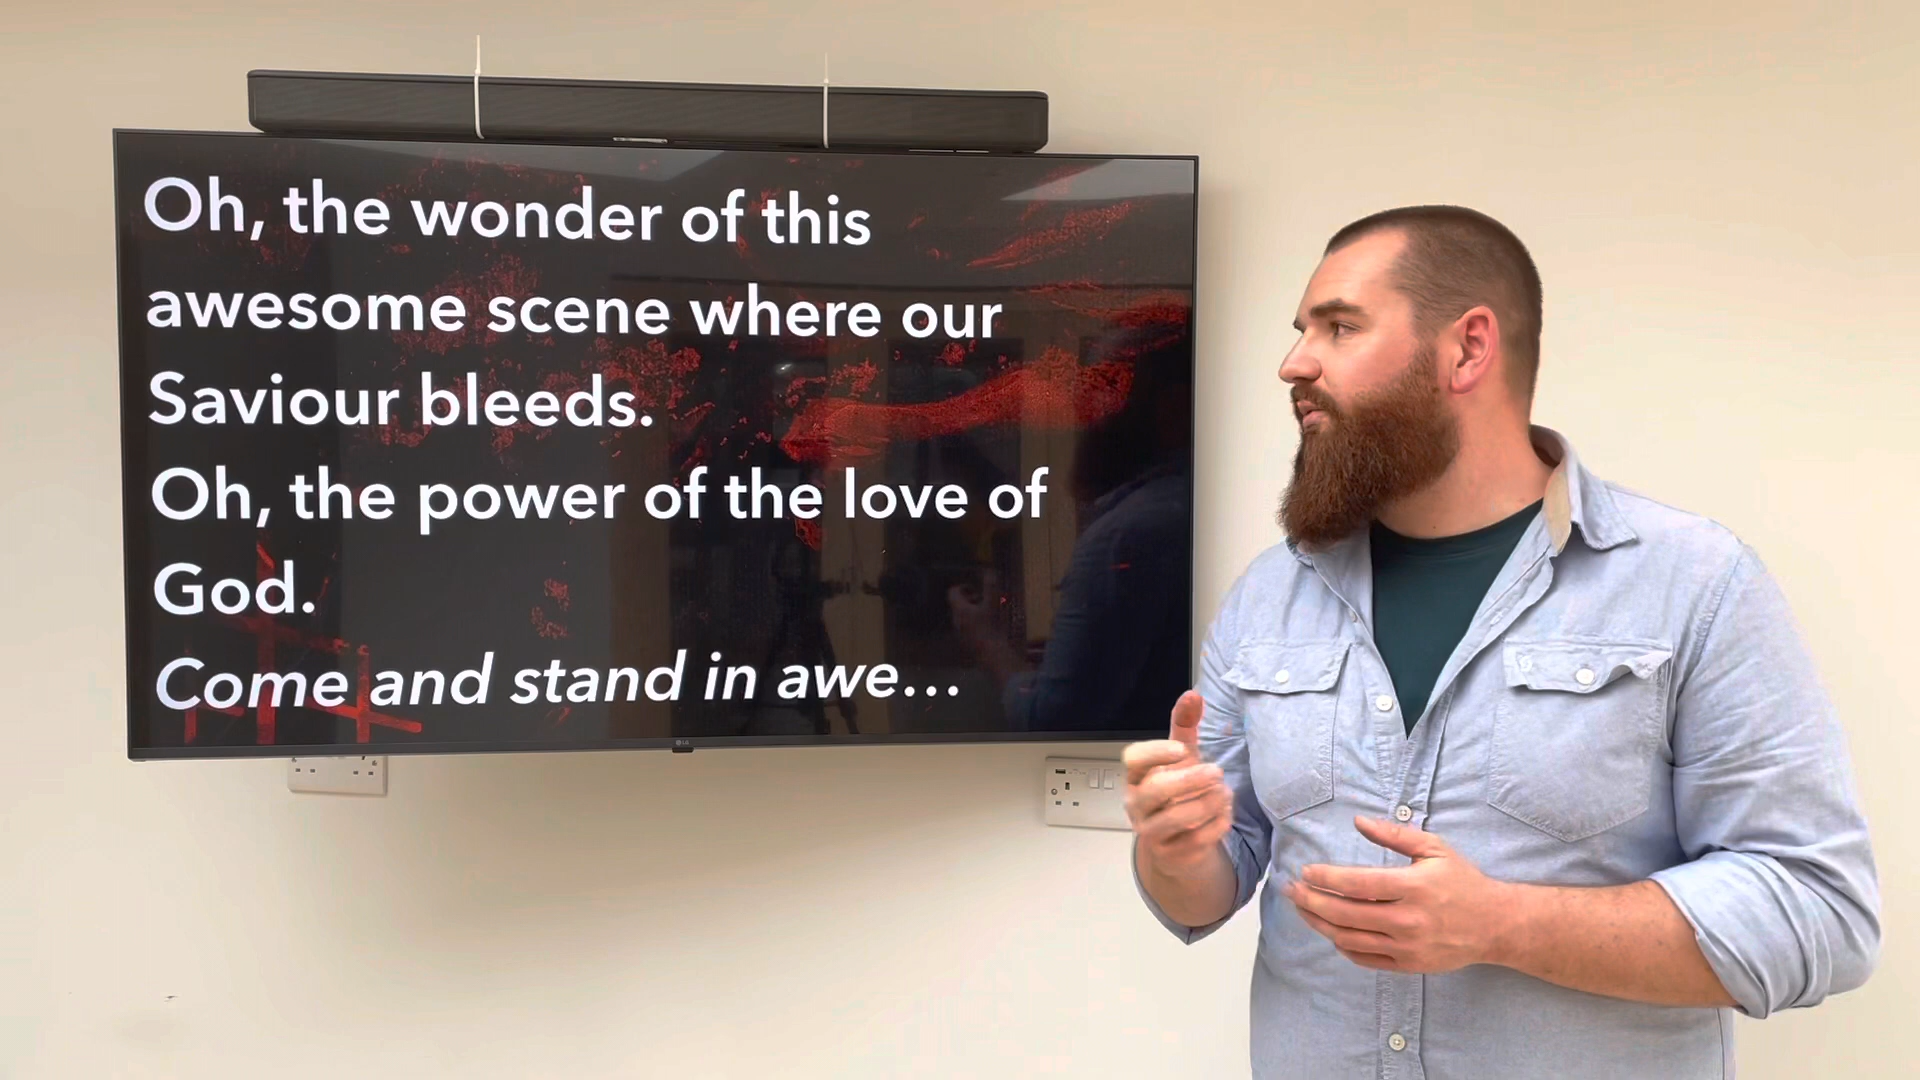 Oh, the wonder of this
awesome scene where our
Saviour bleeds.
Oh, the power of the love of
God.
Come and stand in awe...
LG